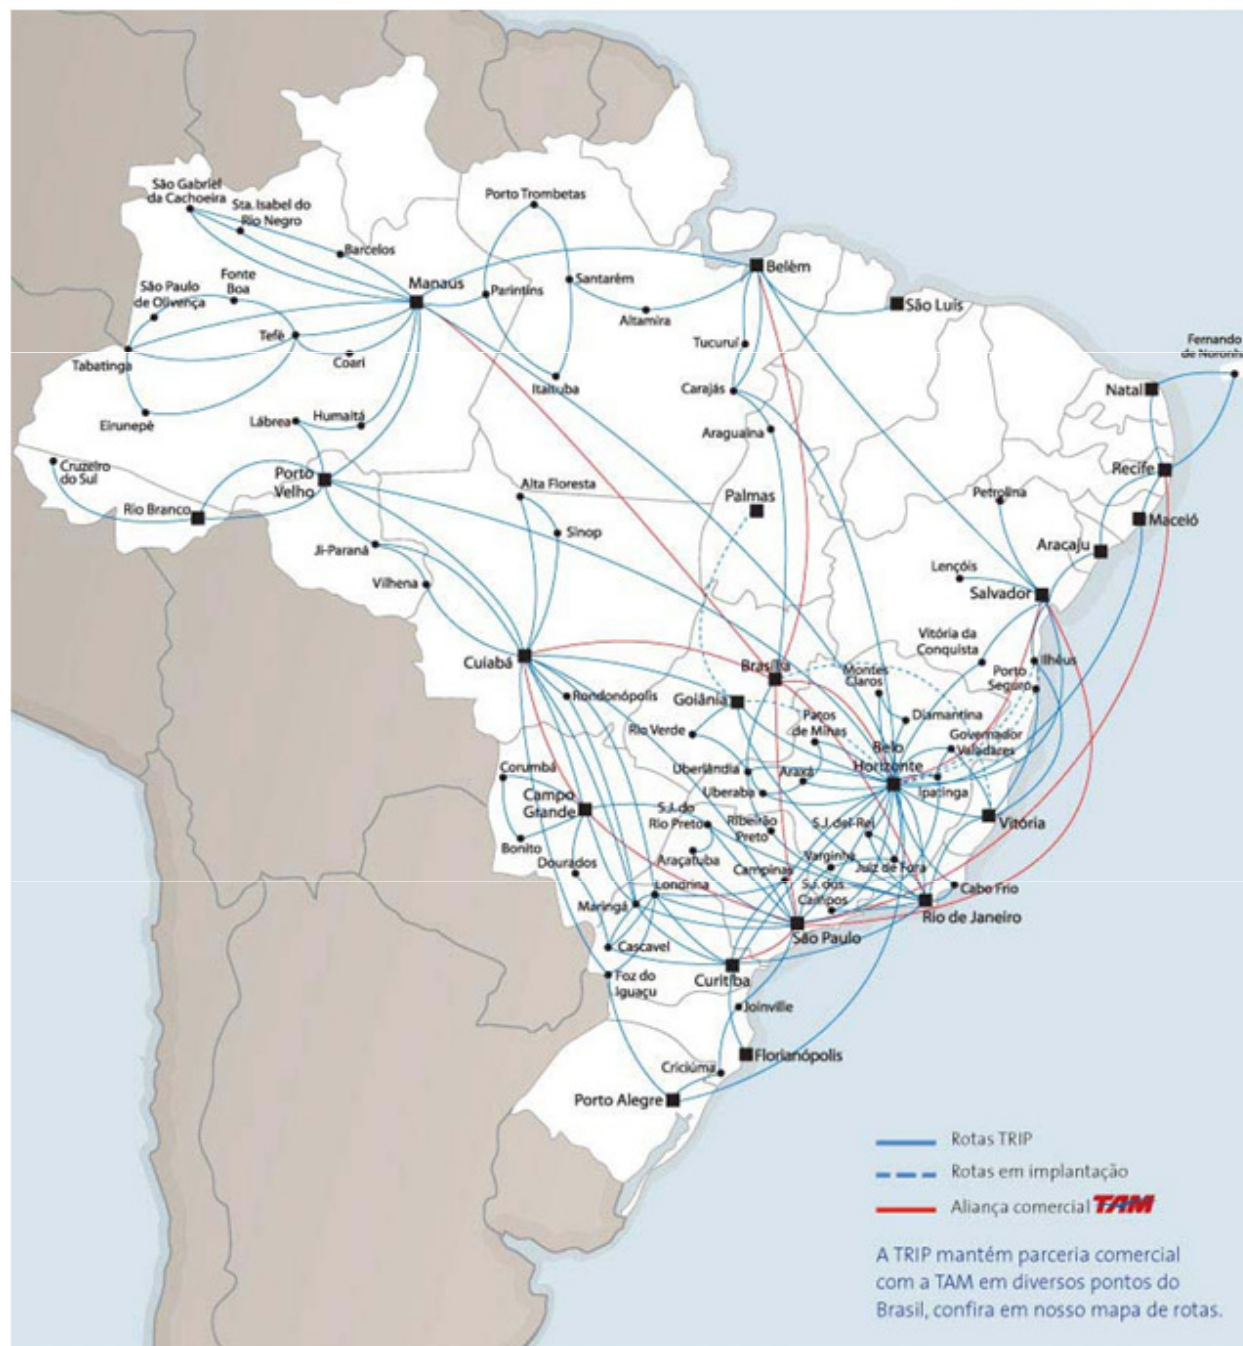 São Gabriel
da Cachoeira
Sta. Isabel do
Rio Negro
Porto Trombetas
Barcelos
Belém
Manaus
Parintins
Santarém
São Paulo
de Olivença
Fonte
Boa
São Luis
Altamira
Tefé
Tucuruí
Fernando
de Noronha
Tabatinga
Coari
Itaituba
Carajás
Natal
Eirunepé
Lábrea
Humaitá
Araguaina
Cruzeiro
do Sul
Porto
Velho
Recife
Alta Floresta
Palmas
Petrolina
Rio Branco
Maceió
Sinop
Aracaju
Ji-Paraná
Lençóis
Vilhena
Salvador
Vitória da
Conquista
Cuiabá
Brasília
Montes
Claros
Ilhéus
Porto
Seguro
Rondonópolis
Goiânia
Patos
de Minas
Diamantina
Rio Verde
Governador
Valadares
Belo
Horizonte
Corumbá
Uberlândia
Araxá
Ipatinga
Campo
Grande
Uberaba
S.J. do
Rio Preto
Ribeirão
Preto
S.J. del-Rei
Vitória
Bonito
Dourados
Araçatuba
Varginha
Juiz de Fora
Campinas
Londrina
S.J. dos
Campos
Cabo Frio
Maringá
Rio de Janeiro
São Paulo
Cascavel
Foz do
Iguaçu
Curitiba
Joinville
Florianópolis
Criciúma
Porto Alegre
Rotas TRIP
Rotas em implantação
Aliança comercial TAM
A TRIP mantém parceria comercial
com a TAM em diversos pontos do
Brasil, confira em nosso mapa de rotas.